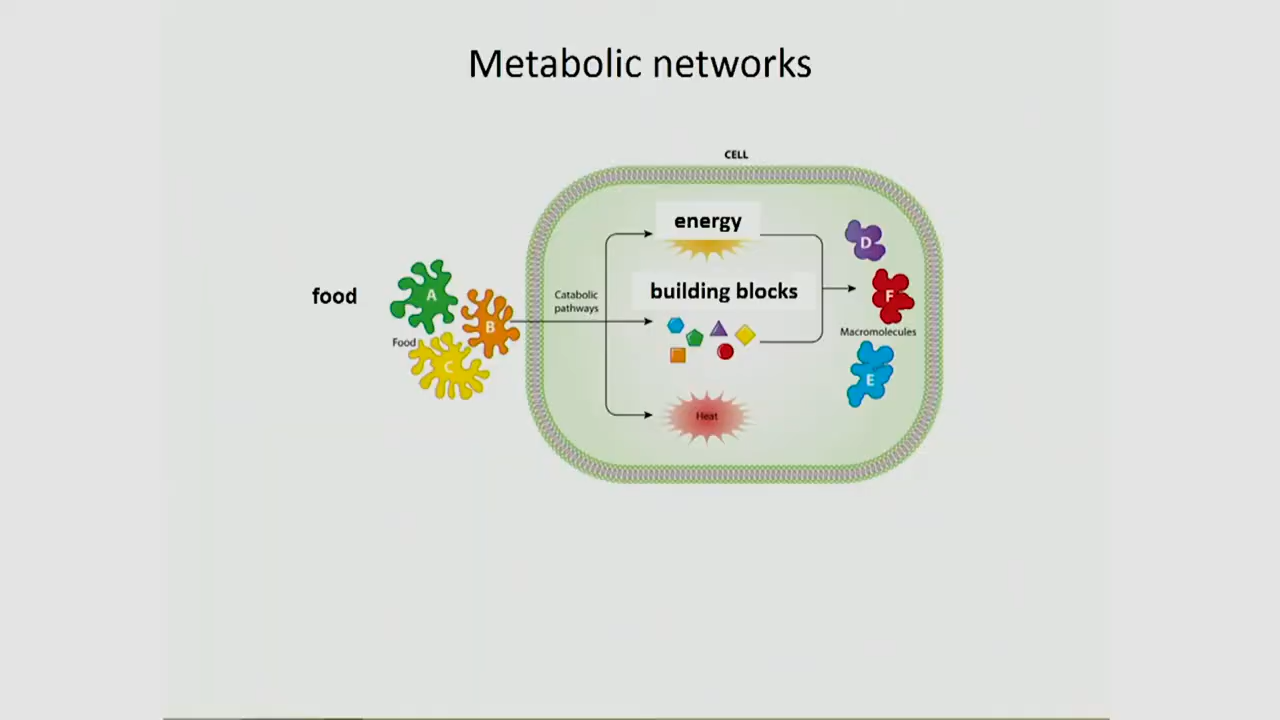 Metabolic networks
CELL
energy
building blocks
food
A
B
C
Food
Catabolic
pathways
Heat
D
F
Macromolecules
E